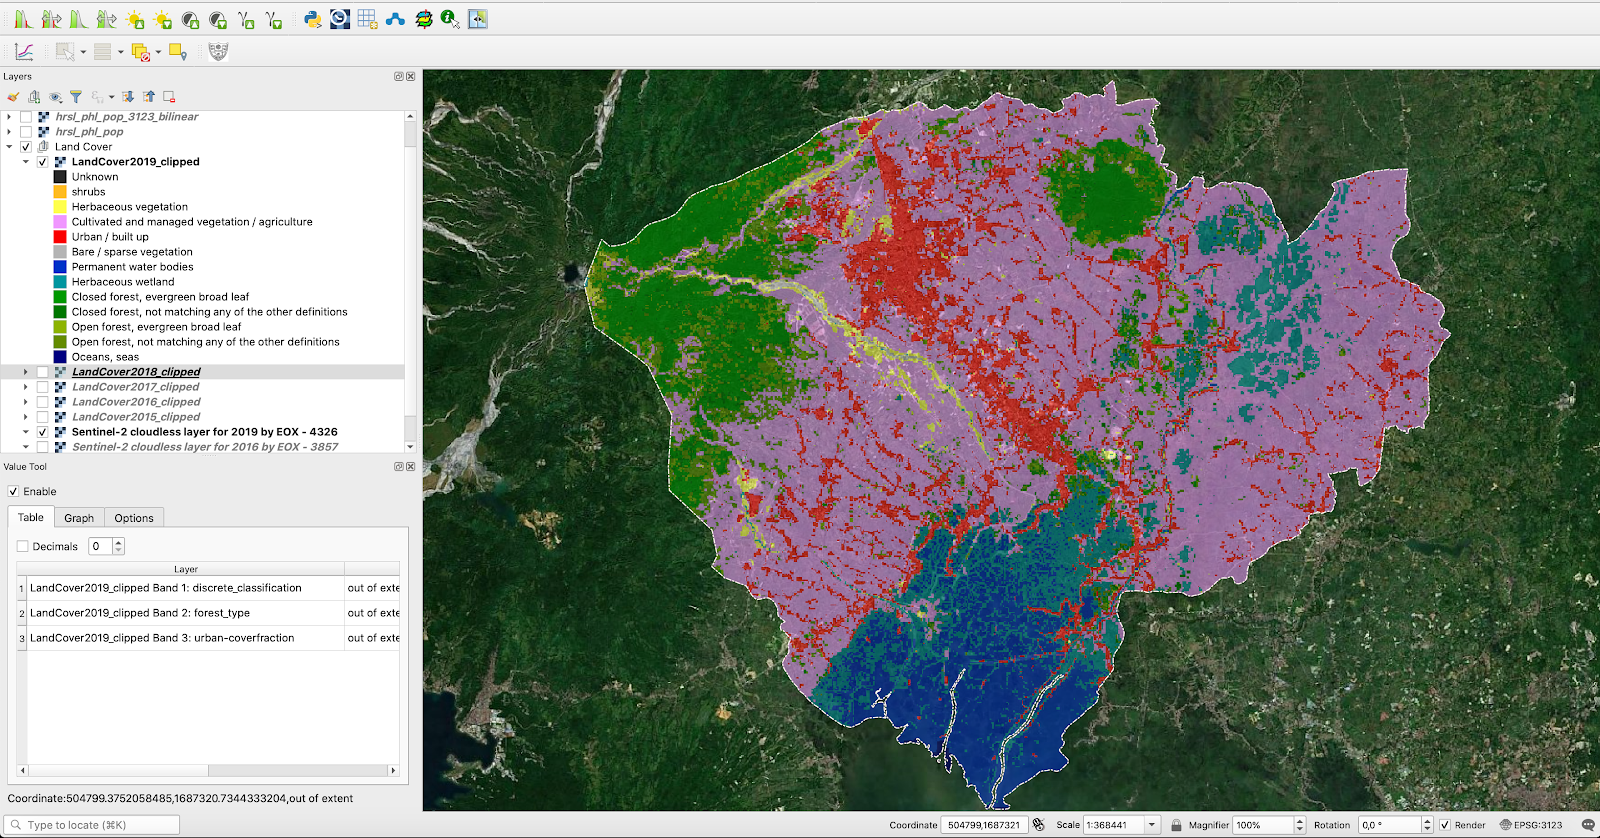 Layers
hrsl_phl_pop_3123_bilinear
hrsl_phl_pop
Land Cover
LandCover2019_clipped
Unknown
shrubs
Herbaceous vegetation
Cultivated and managed vegetation / agriculture
Urban / built up
Bare / sparse vegetation
Permanent water bodies
Herbaceous wetland
Closed forest, evergreen broad leaf
Closed forest, not matching any of the other definitions
Open forest, evergreen broad leaf
Open forest, not matching any of the other definitions
Oceans, seas
LandCover2018_clipped
LandCover2017_clipped
LandCover2016_clipped
LandCover2015_clipped
Sentinel-2 cloudless layer for 2019 by EOX - 4326
Sentinel-2 cloudless layer for 2016 by EOX - 3857
Value Tool
Enable
Table Graph Options
Decimals 0
Layer
1 LandCover2019_clipped Band 1: discrete_classification out of exte
2 LandCover2019_clipped Band 2: forest_type out of exte
3 LandCover2019_clipped Band 3: urban-coverfraction out of exte
Coordinate:504799.3752058485,1687320.7344333204,out of extent
Type to locate (⌘K) Coordinate 504799,1687321 Scale 1:368441 Magnifier 100% Rotation 0,0 ° Render EPSG:3123